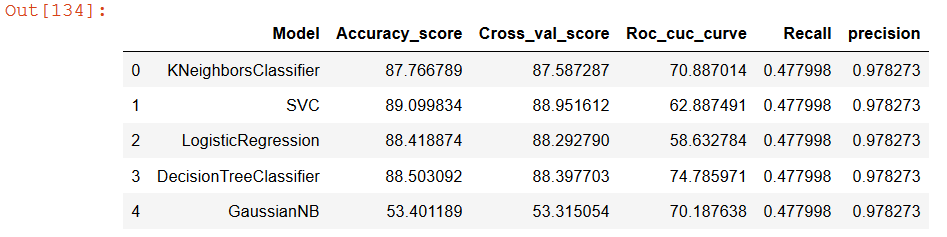 Out[134]:
Model Accuracy_score Cross_val_score Roc_cuc_curve Recall precision
0 KNeighborsClassifier 87.766789 87.587287 70.887014 0.477998 0.978273
1 SVC 89.099834 88.951612 62.887491 0.477998 0.978273
2 LogisticRegression 88.418874 88.292790 58.632784 0.477998 0.978273
3 DecisionTreeClassifier 88.503092 88.397703 74.785971 0.477998 0.978273
4 GaussianNB 53.401189 53.315054 70.187638 0.477998 0.978273